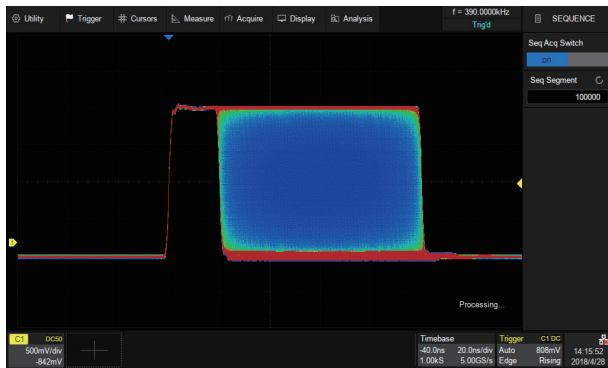 Utility Trigger Cursors Measure Acquire Display Analysis
f = 390.0000kHz
Trig'd
SEQUENCE
Seq Acq Switch
on
Seq Segment
100000
1
Processing...
C1 DC50
500mV/div
-842mV
Timebase
-40.0ns 20.0ns/div
1.00kS 5.00GS/s
Trigger C1 DC
Auto 808mV
Edge Rising
14:15:52
2018/4/28